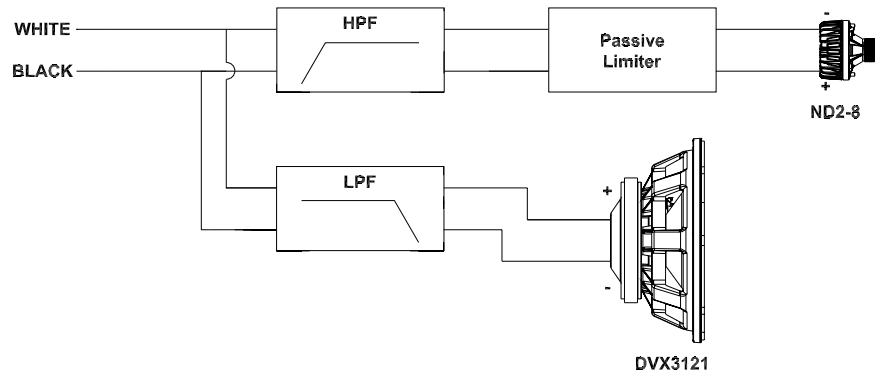 WHITE
HPF
Passive
Limiter
-
BLACK
+
ND2-8
LPF
+
-
DVX3121